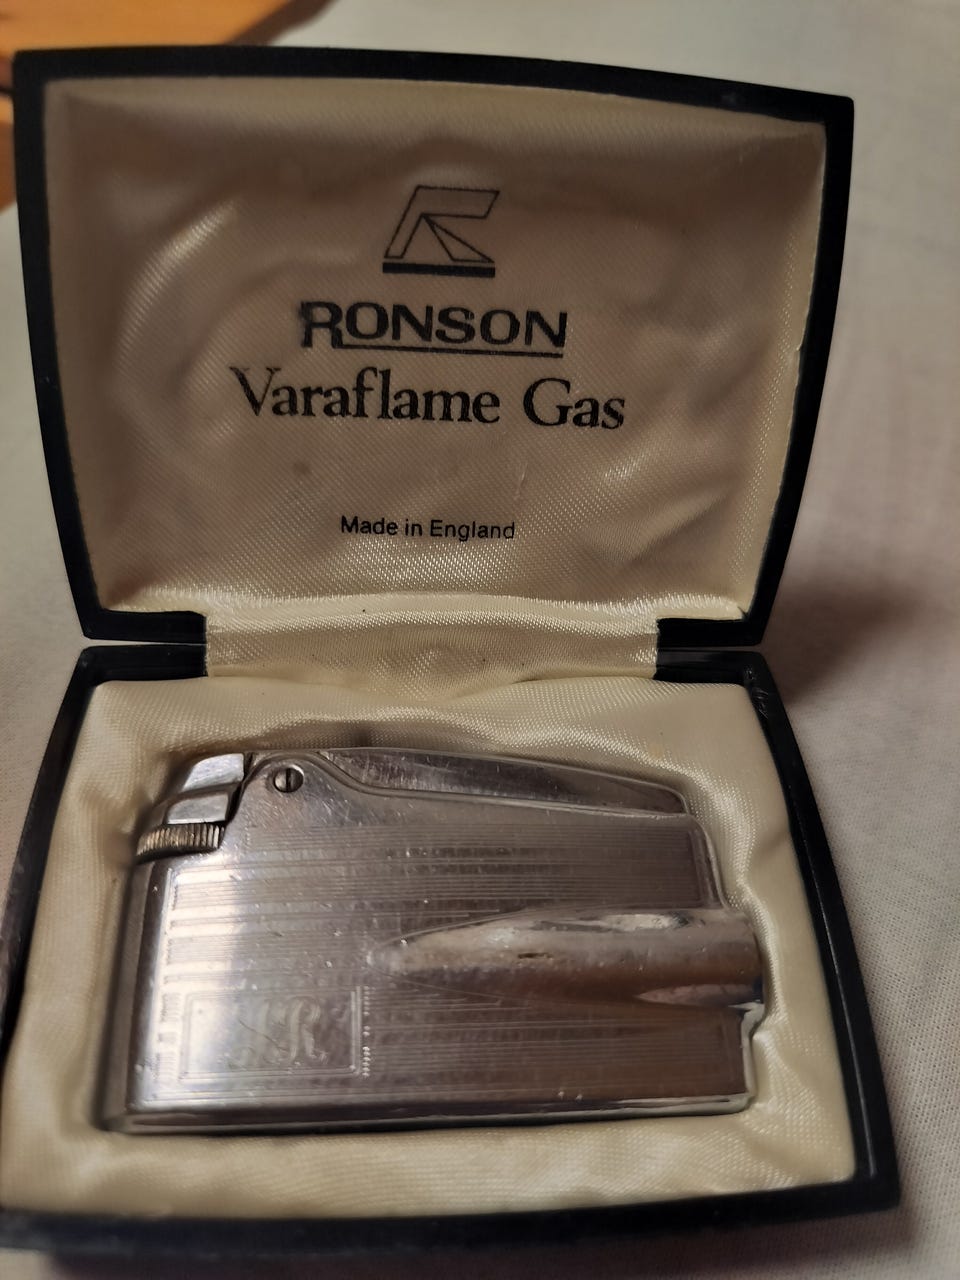 RONSON
Varaflame Gas
Made in England